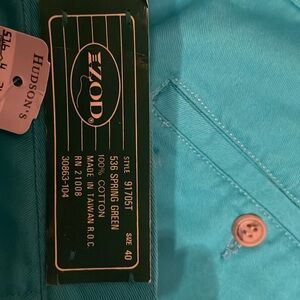 HUDSON'S
IZOD®
STYLE 91705T
536 SPRING GREEN SIZE 40
100% COTTON
MADE IN TAIWAN R.O.C.
RN 21008
30863-104